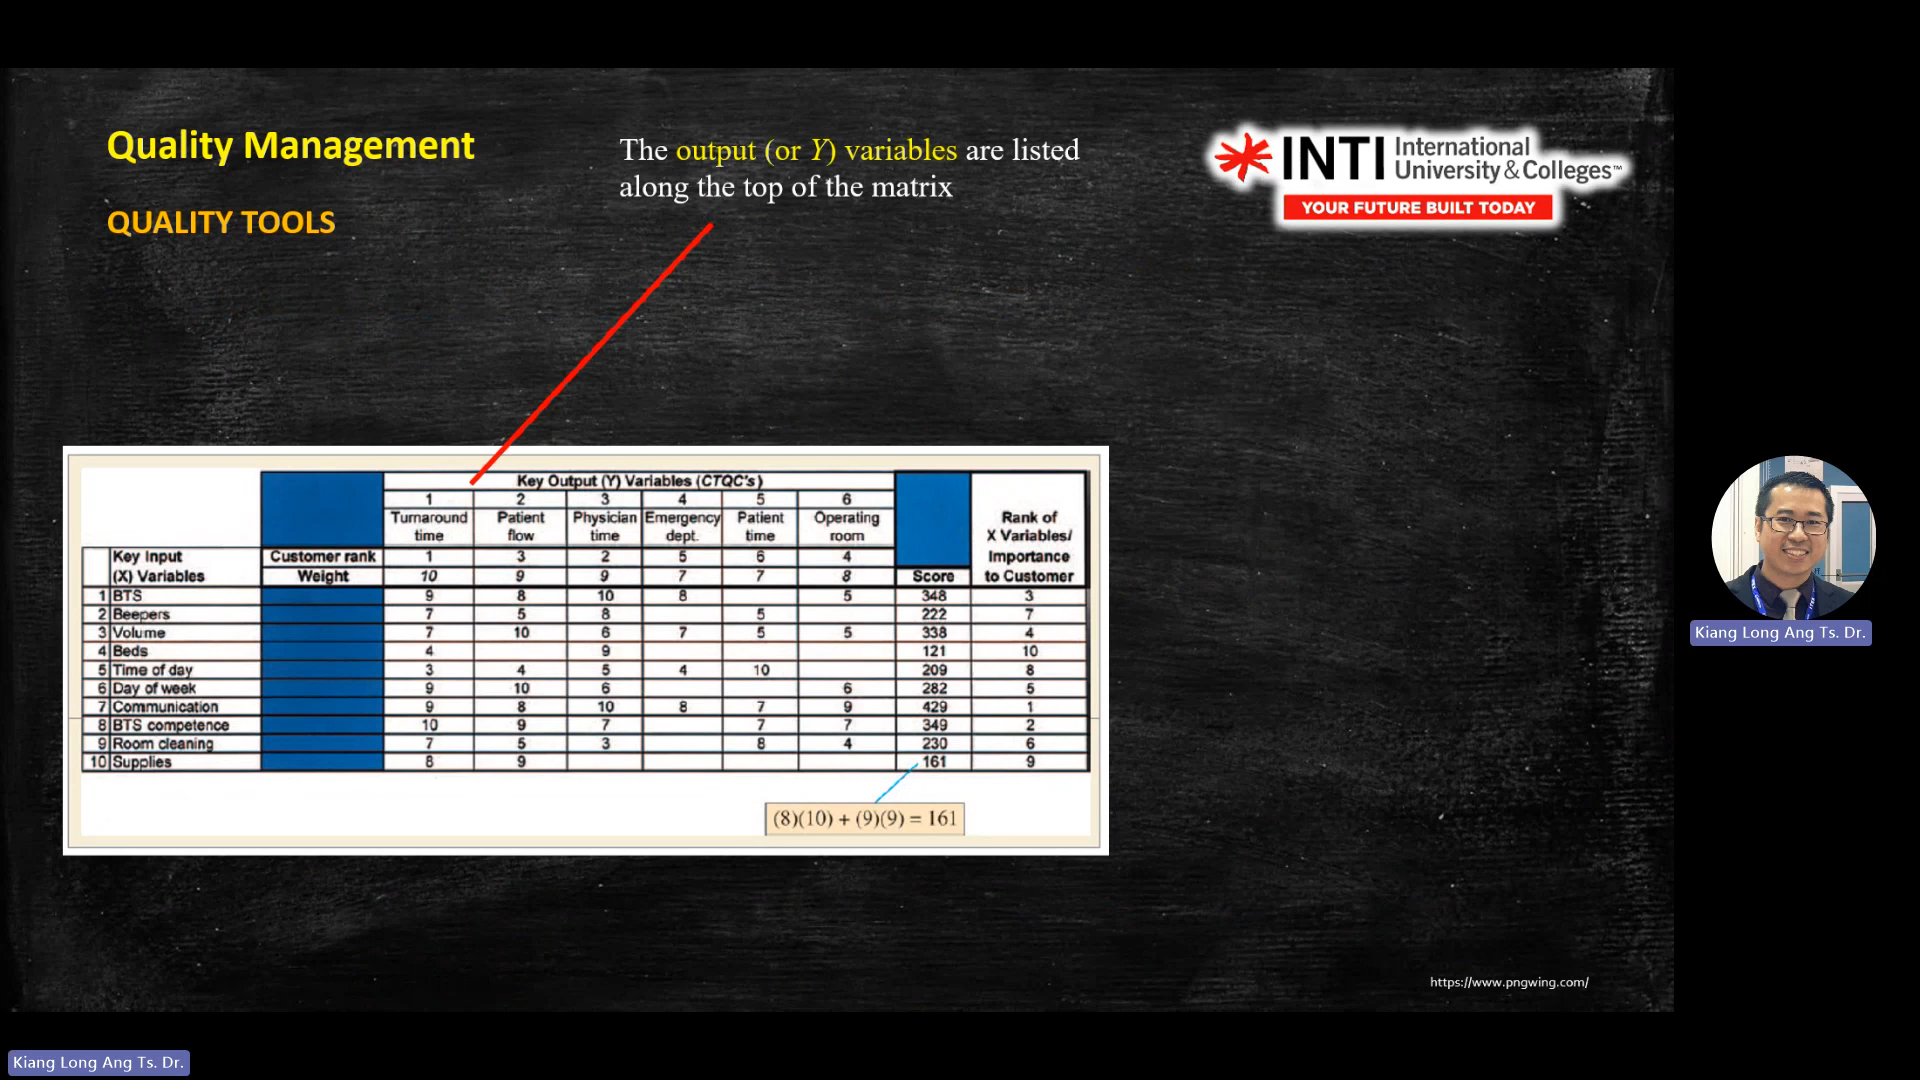 Quality Management
QUALITY TOOLS
The output (or Y) variables are listed
along the top of the matrix
INTI International
University & Colleges™
YOUR FUTURE BUILT TODAY
Key Output (Y) Variables (CTQC's)
1 2 3 4 5 6
Turnaround time Patient flow Physician time Emergency dept. Patient time Operating room
Rank of X Variables/ Importance to Customer
Key Input (X) Variables
Customer rank 1 3 2 5 6 4
Weight 10 9 9 7 7 8 Score
1 BTS 9 8 10 8 5 348 3
2 Beepers 7 5 8 5 222 7
3 Volume 7 10 6 7 5 5 338 4
4 Beds 4 9 121 10
5 Time of day 3 4 5 4 10 209 8
6 Day of week 9 10 6 6 282 5
7 Communication 9 8 10 8 7 9 429 1
8 BTS competence 10 9 7 7 7 349 2
9 Room cleaning 7 5 3 8 4 230 6
10 Supplies 8 9 161 9
(8)(10) + (9)(9) = 161
https://www.pngwing.com/
Kiang Long Ang Ts. Dr.
Kiang Long Ang Ts. Dr.